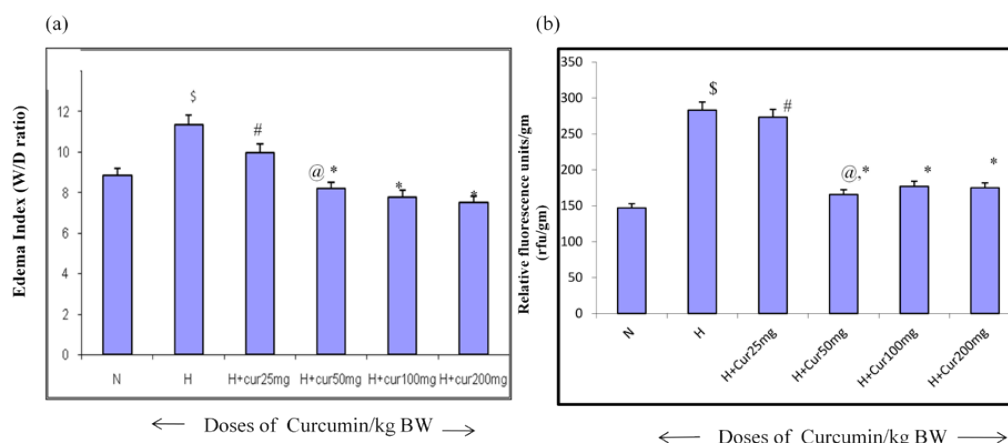 (a)
Edema Index (W/D ratio)
12
10
8
6
4
2
0
$
#
@ *
*
*
N H H+cur25mg H+cur50mg H+cur100mg H+cur200mg
← Doses of Curcumin/kg BW →
(b)
Relative fluorescence units/gm
(rfu/gm)
350
300
250
200
150
100
50
0
$
#
@,*
*
*
N H H+Cur25mg H+Cur50mg H+Cur100mg H+Cur200mg
← Doses of Curcumin/kg BW →